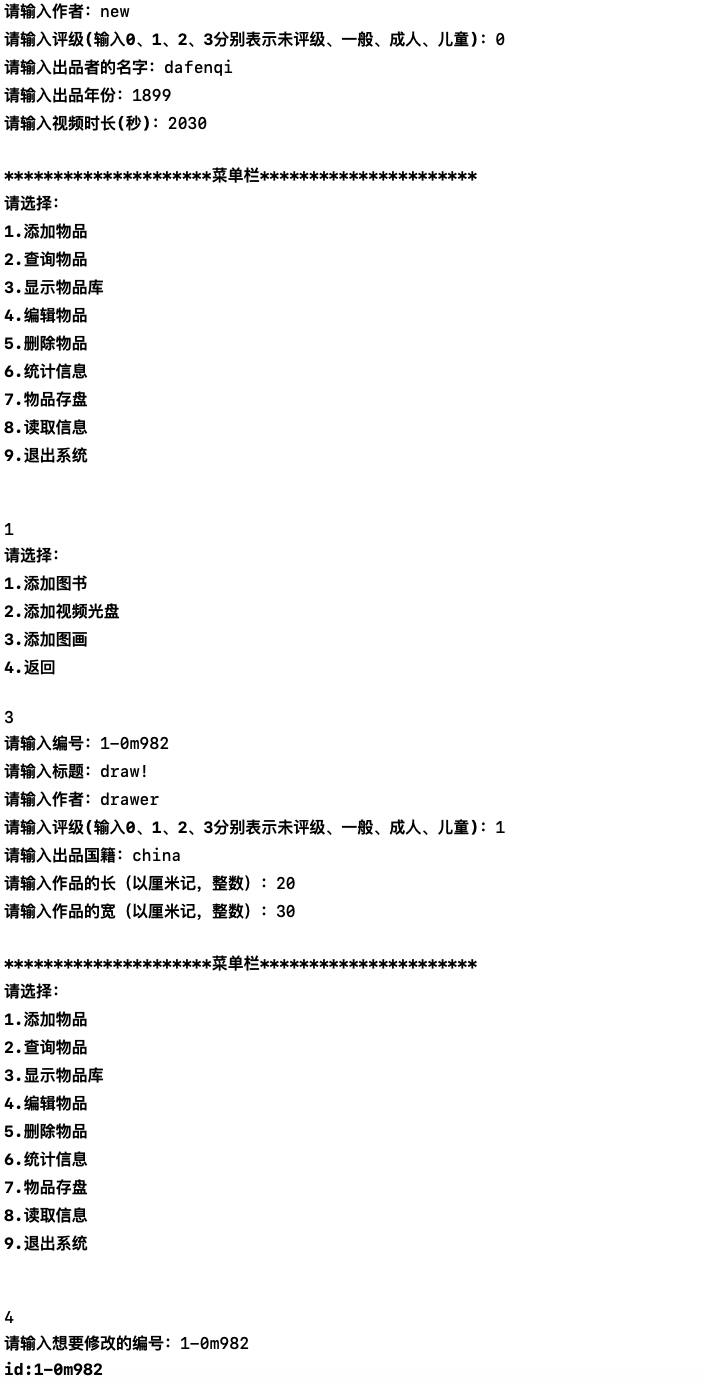 请输入作者：new
请输入评级(输入0、1、2、3分别表示未评级、一般、成人、儿童)：0
请输入出品者的名字：dafenqi
请输入出品年份：1899
请输入视频时长(秒)：2030
*********************菜单栏**********************
请选择：
1.添加物品
2.查询物品
3.显示物品库
4.编辑物品
5.删除物品
6.统计信息
7.物品存盘
8.读取信息
9.退出系统
1
请选择：
1.添加图书
2.添加视频光盘
3.添加图画
4.返回
3
请输入编号：1-0m982
请输入标题：draw!
请输入作者：drawer
请输入评级(输入0、1、2、3分别表示未评级、一般、成人、儿童)：1
请输入出品国籍：china
请输入作品的长（以厘米记，整数）：20
请输入作品的宽（以厘米记，整数）：30
*********************菜单栏**********************
请选择：
1.添加物品
2.查询物品
3.显示物品库
4.编辑物品
5.删除物品
6.统计信息
7.物品存盘
8.读取信息
9.退出系统
4
请输入想要修改的编号：1-0m982
id:1-0m982